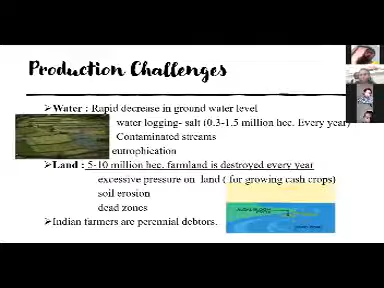 Production Challenges
➢Water : Rapid decrease in ground water level
water logging- salt (0.3-1.5 million hec. Every year)
Contaminated streams
eutrophication
➢Land : 5-10 million hec. farmland is destroyed every year
excessive pressure on land ( for growing cash crops)
soil erosion
dead zones
➢Indian farmers are perennial debtors.